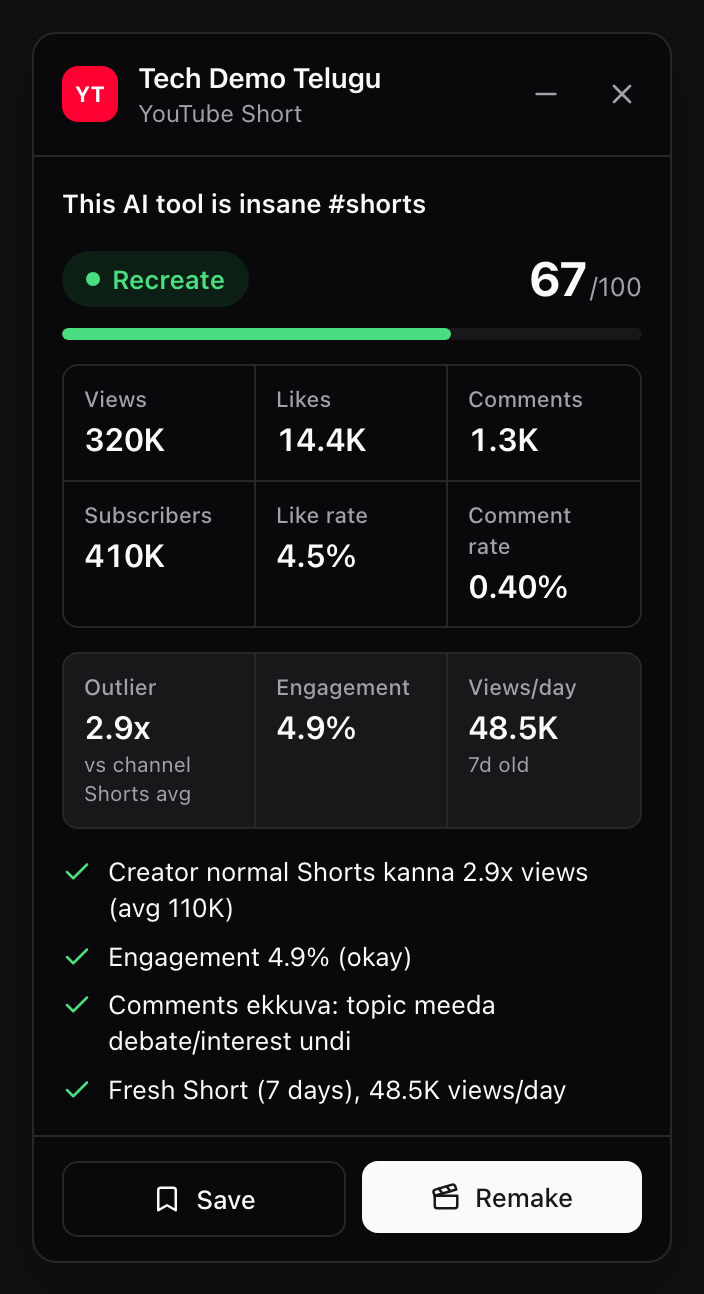 YT
Tech Demo Telugu
YouTube Short
This AI tool is insane #shorts
Recreate
67/100
Views
Likes
Comments
320K
14.4K
1.3K
Subscribers
Like rate
Comment
rate
410K
4.5%
0.40%
Outlier
Engagement
Views/day
2.9x
4.9%
48.5K
vs channel
Shorts avg
7d old
Creator normal Shorts kanna 2.9x views
(avg 110K)
Engagement 4.9% (okay)
Comments ekkuva: topic meeda
debate/interest undi
Fresh Short (7 days), 48.5K views/day
Save
Remake